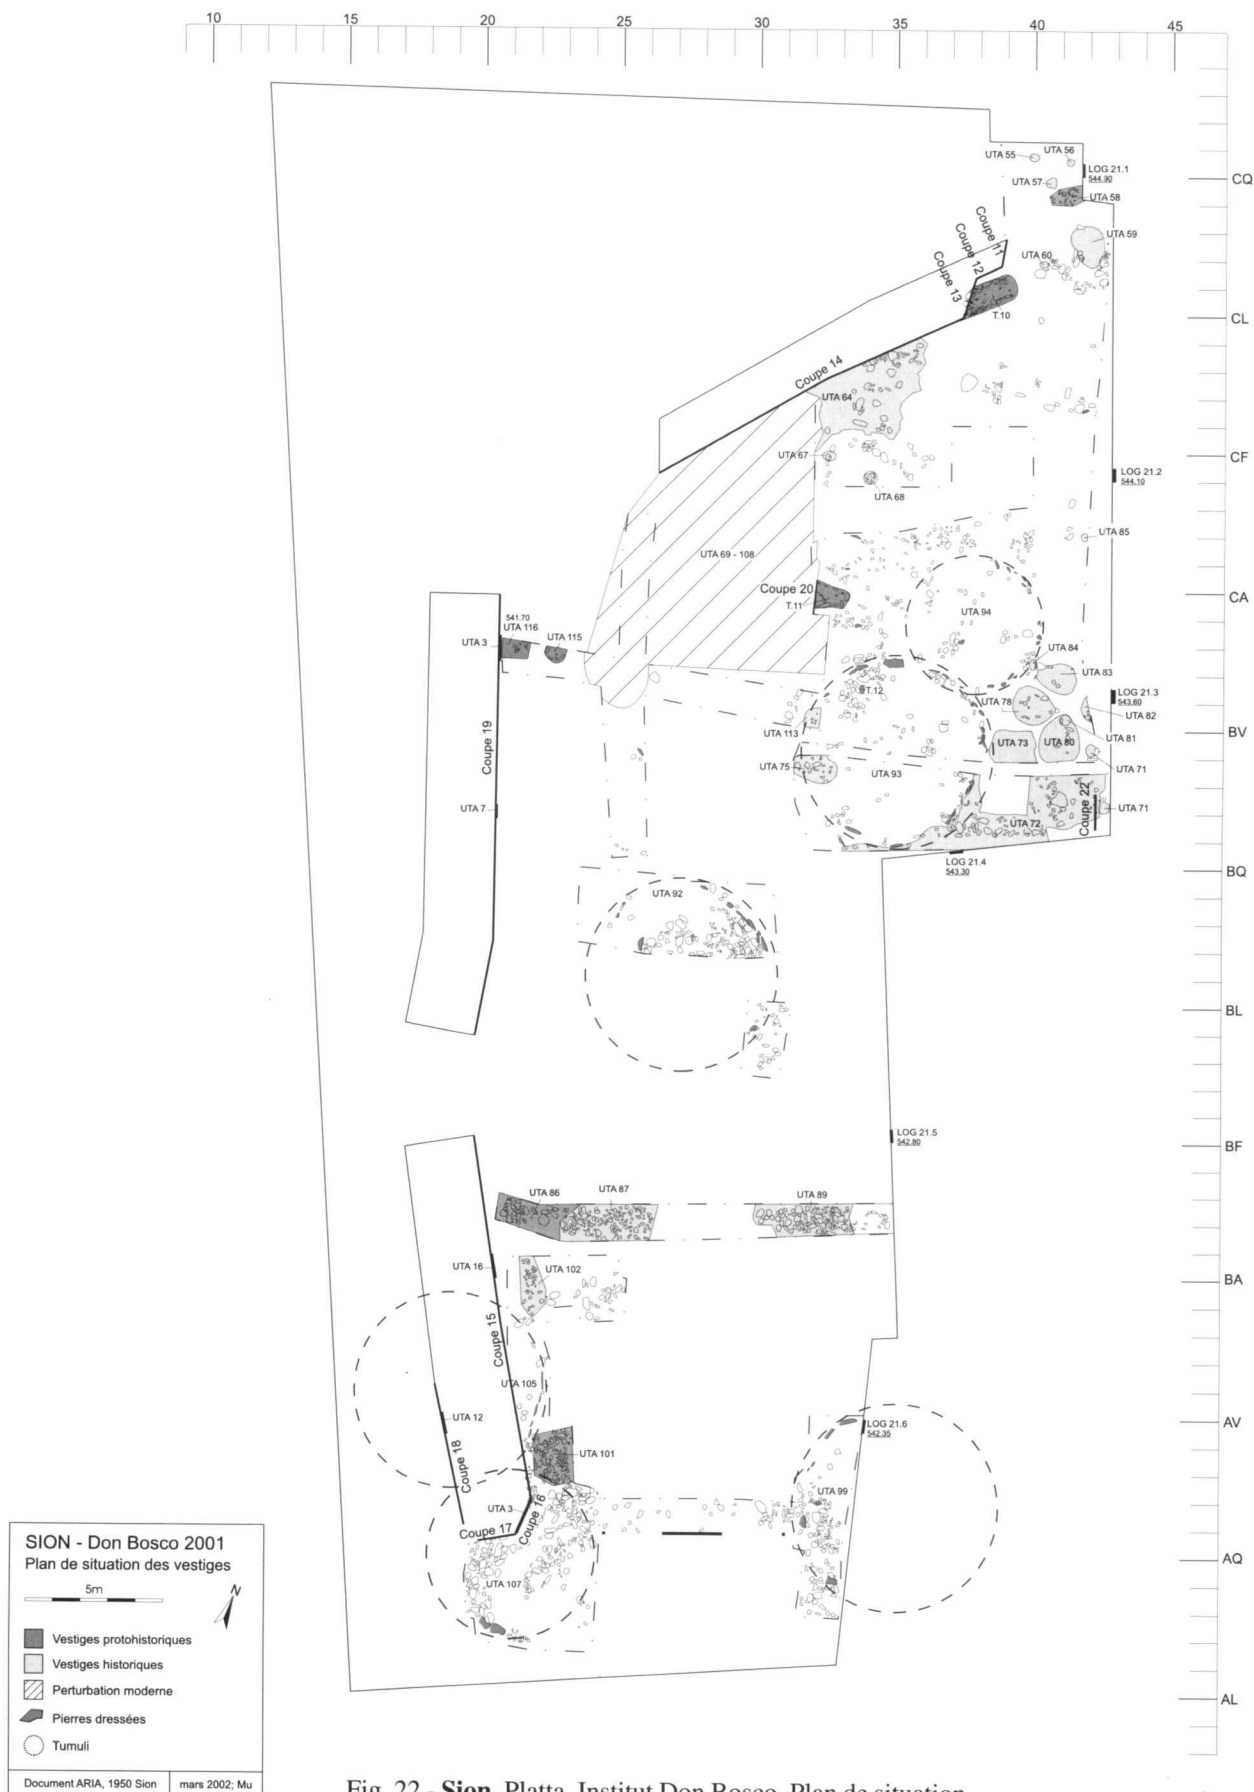 10 15 20 25 30 35 40 45
UTA 55
UTA 56
LOG 21.1
544.90
CQ
UTA 57
UTA 58
UTA 59
Coupe 11
Coupe 12
Coupe 13
UTA 60
T.10
CL
Coupe 14
UTA 64
UTA 67
CF
LOG 21.2
544.10
UTA 68
UTA 85
UTA 69 - 108
Coupe 20
T.11
CA
UTA 94
541.70
UTA 116
UTA 3
UTA 115
UTA 84
UTA 83
T.12
UTA 78
LOG 21.3
543.60
UTA 82
UTA 113
UTA 81
BV
Coupe 19
UTA 73
UTA 80
UTA 75
UTA 93
UTA 71
UTA 7
Coupe 22
UTA 71
UTA 72
LOG 21.4
543.30
BQ
UTA 92
BL
LOG 21.5
542.80
BF
UTA 86
UTA 87
UTA 89
UTA 16
UTA 102
BA
Coupe 15
UTA 105
UTA 12
LOG 21.6
542.35
AV
Coupe 18
UTA 101
UTA 99
UTA 3
Coupe 16
Coupe 17
AQ
UTA 107
AL
SION - Don Bosco 2001
Plan de situation des vestiges
5m
N
Vestiges protohistoriques
Vestiges historiques
Perturbation moderne
Pierres dressées
Tumuli
Document ARIA, 1950 Sion
mars 2002; Mu
Fig. 22 - Sion, Platta, Institut Don Bosco. Plan de situation